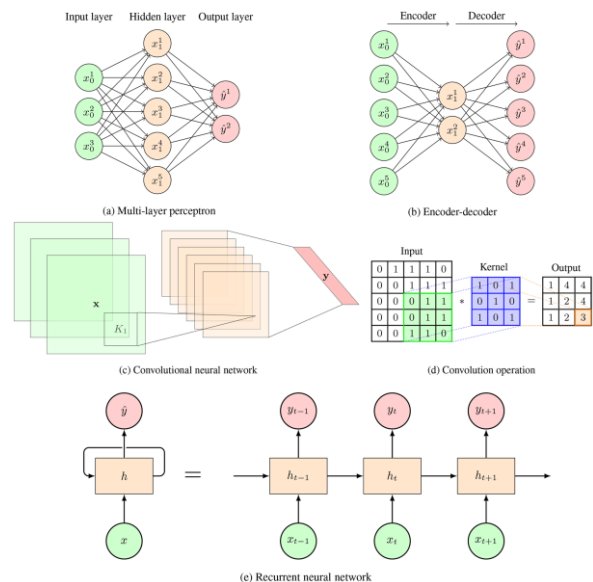 Input layer Hidden layer Output layer
x_0^1
x_0^2
x_0^3
x_1^1
x_1^2
x_1^3
x_1^4
x_1^5
ŷ^1
ŷ^2
(a) Multi-layer perceptron
Encoder Decoder
x_0^1
x_0^2
x_0^3
x_0^4
x_0^5
x_1^1
x_1^2
ŷ^1
ŷ^2
ŷ^3
ŷ^4
ŷ^5
(b) Encoder-decoder
x
K_1
y
(c) Convolutional neural network
Input
0 1 1 1 0
0 0 1 1 1
0 0 0 1 1
0 0 0 1 1
0 0 1 1 0
*
Kernel
1 0 1
0 1 0
1 0 1
=
Output
1 4 4
1 2 4
1 2 3
(d) Convolution operation
ŷ
h
x
=
y_{t-1} y_t y_{t+1}
h_{t-1} h_t h_{t+1}
x_{t-1} x_t x_{t+1}
(e) Recurrent neural network